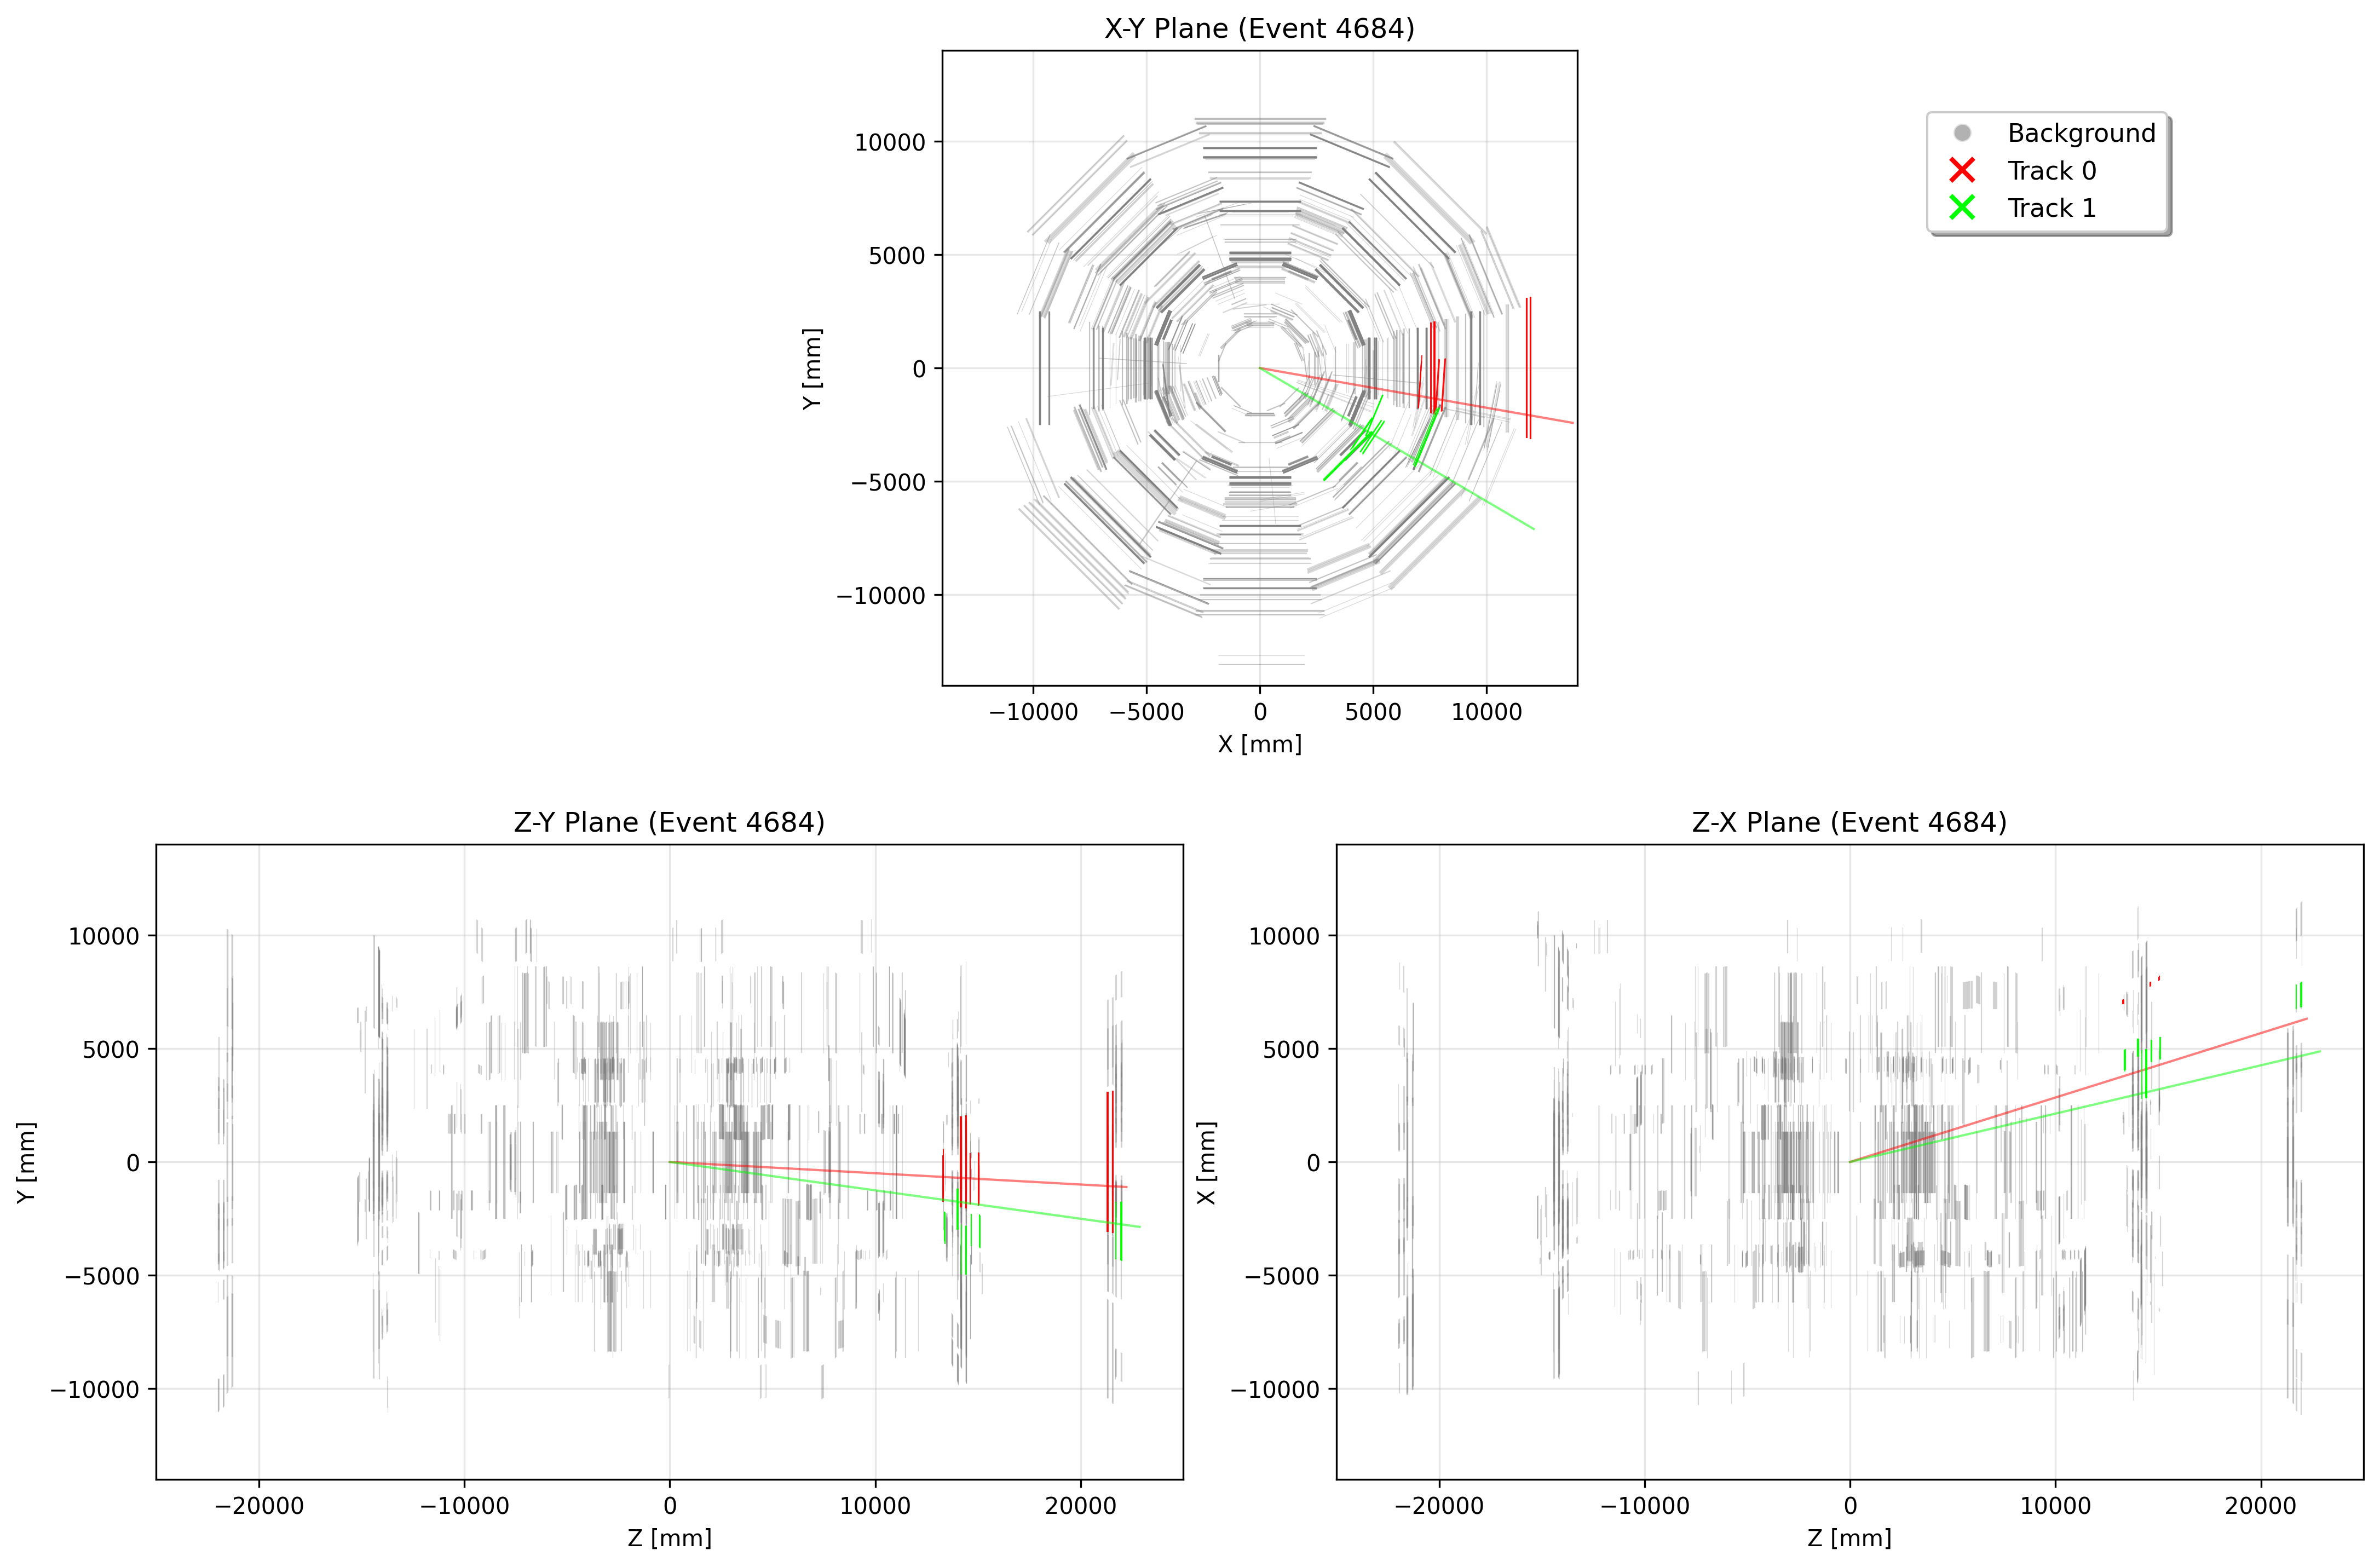 X-Y Plane (Event 4684)
Y [mm]
10000
5000
0
−5000
−10000
−10000 −5000 0 5000 10000
X [mm]
Background
Track 0
Track 1
Z-Y Plane (Event 4684)
Y [mm]
10000
5000
0
−5000
−10000
−20000 −10000 0 10000 20000
Z [mm]
Z-X Plane (Event 4684)
X [mm]
10000
5000
0
−5000
−10000
−20000 −10000 0 10000 20000
Z [mm]